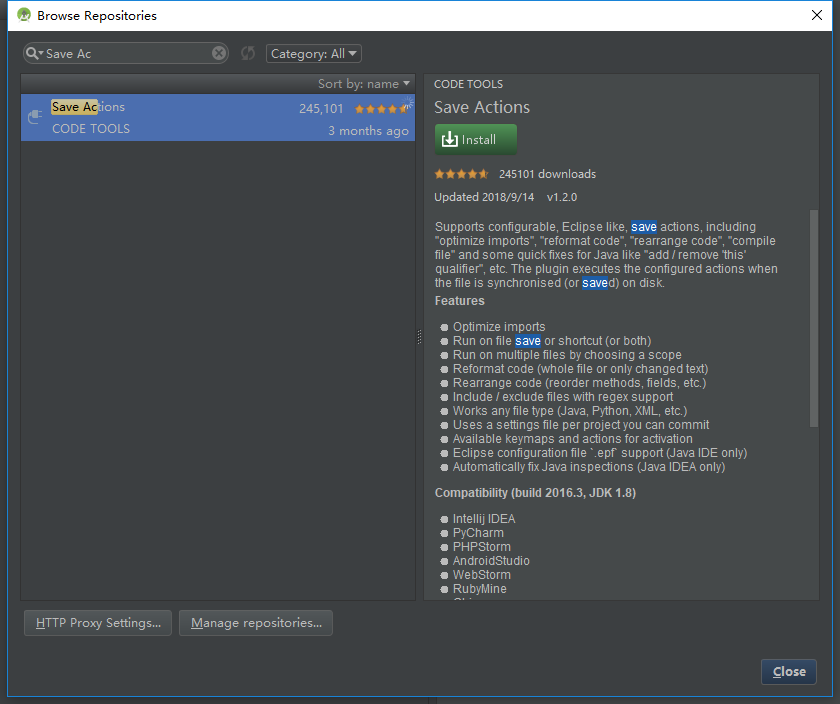 Browse Repositories
Save Ac
Category: All
Sort by: name
Save Actions
245,101
CODE TOOLS
3 months ago
CODE TOOLS
Save Actions
Install
245101 downloads
Updated 2018/9/14 v1.2.0
Supports configurable, Eclipse like, save actions, including
"optimize imports", "reformat code", "rearrange code", "compile
file" and some quick fixes for Java like "add / remove 'this'
qualifier", etc. The plugin executes the configured actions when
the file is synchronised (or saved) on disk.
Features
Optimize imports
Run on file save or shortcut (or both)
Run on multiple files by choosing a scope
Reformat code (whole file or only changed text)
Rearrange code (reorder methods, fields, etc.)
Include / exclude files with regex support
Works any file type (Java, Python, XML, etc.)
Uses a settings file per project you can commit
Available keymaps and actions for activation
Eclipse configuration file `.epf` support (Java IDE only)
Automatically fix Java inspections (Java IDEA only)
Compatibility (build 2016.3, JDK 1.8)
Intellij IDEA
PyCharm
PHPStorm
AndroidStudio
WebStorm
RubyMine
HTTP Proxy Settings...
Manage repositories...
Close